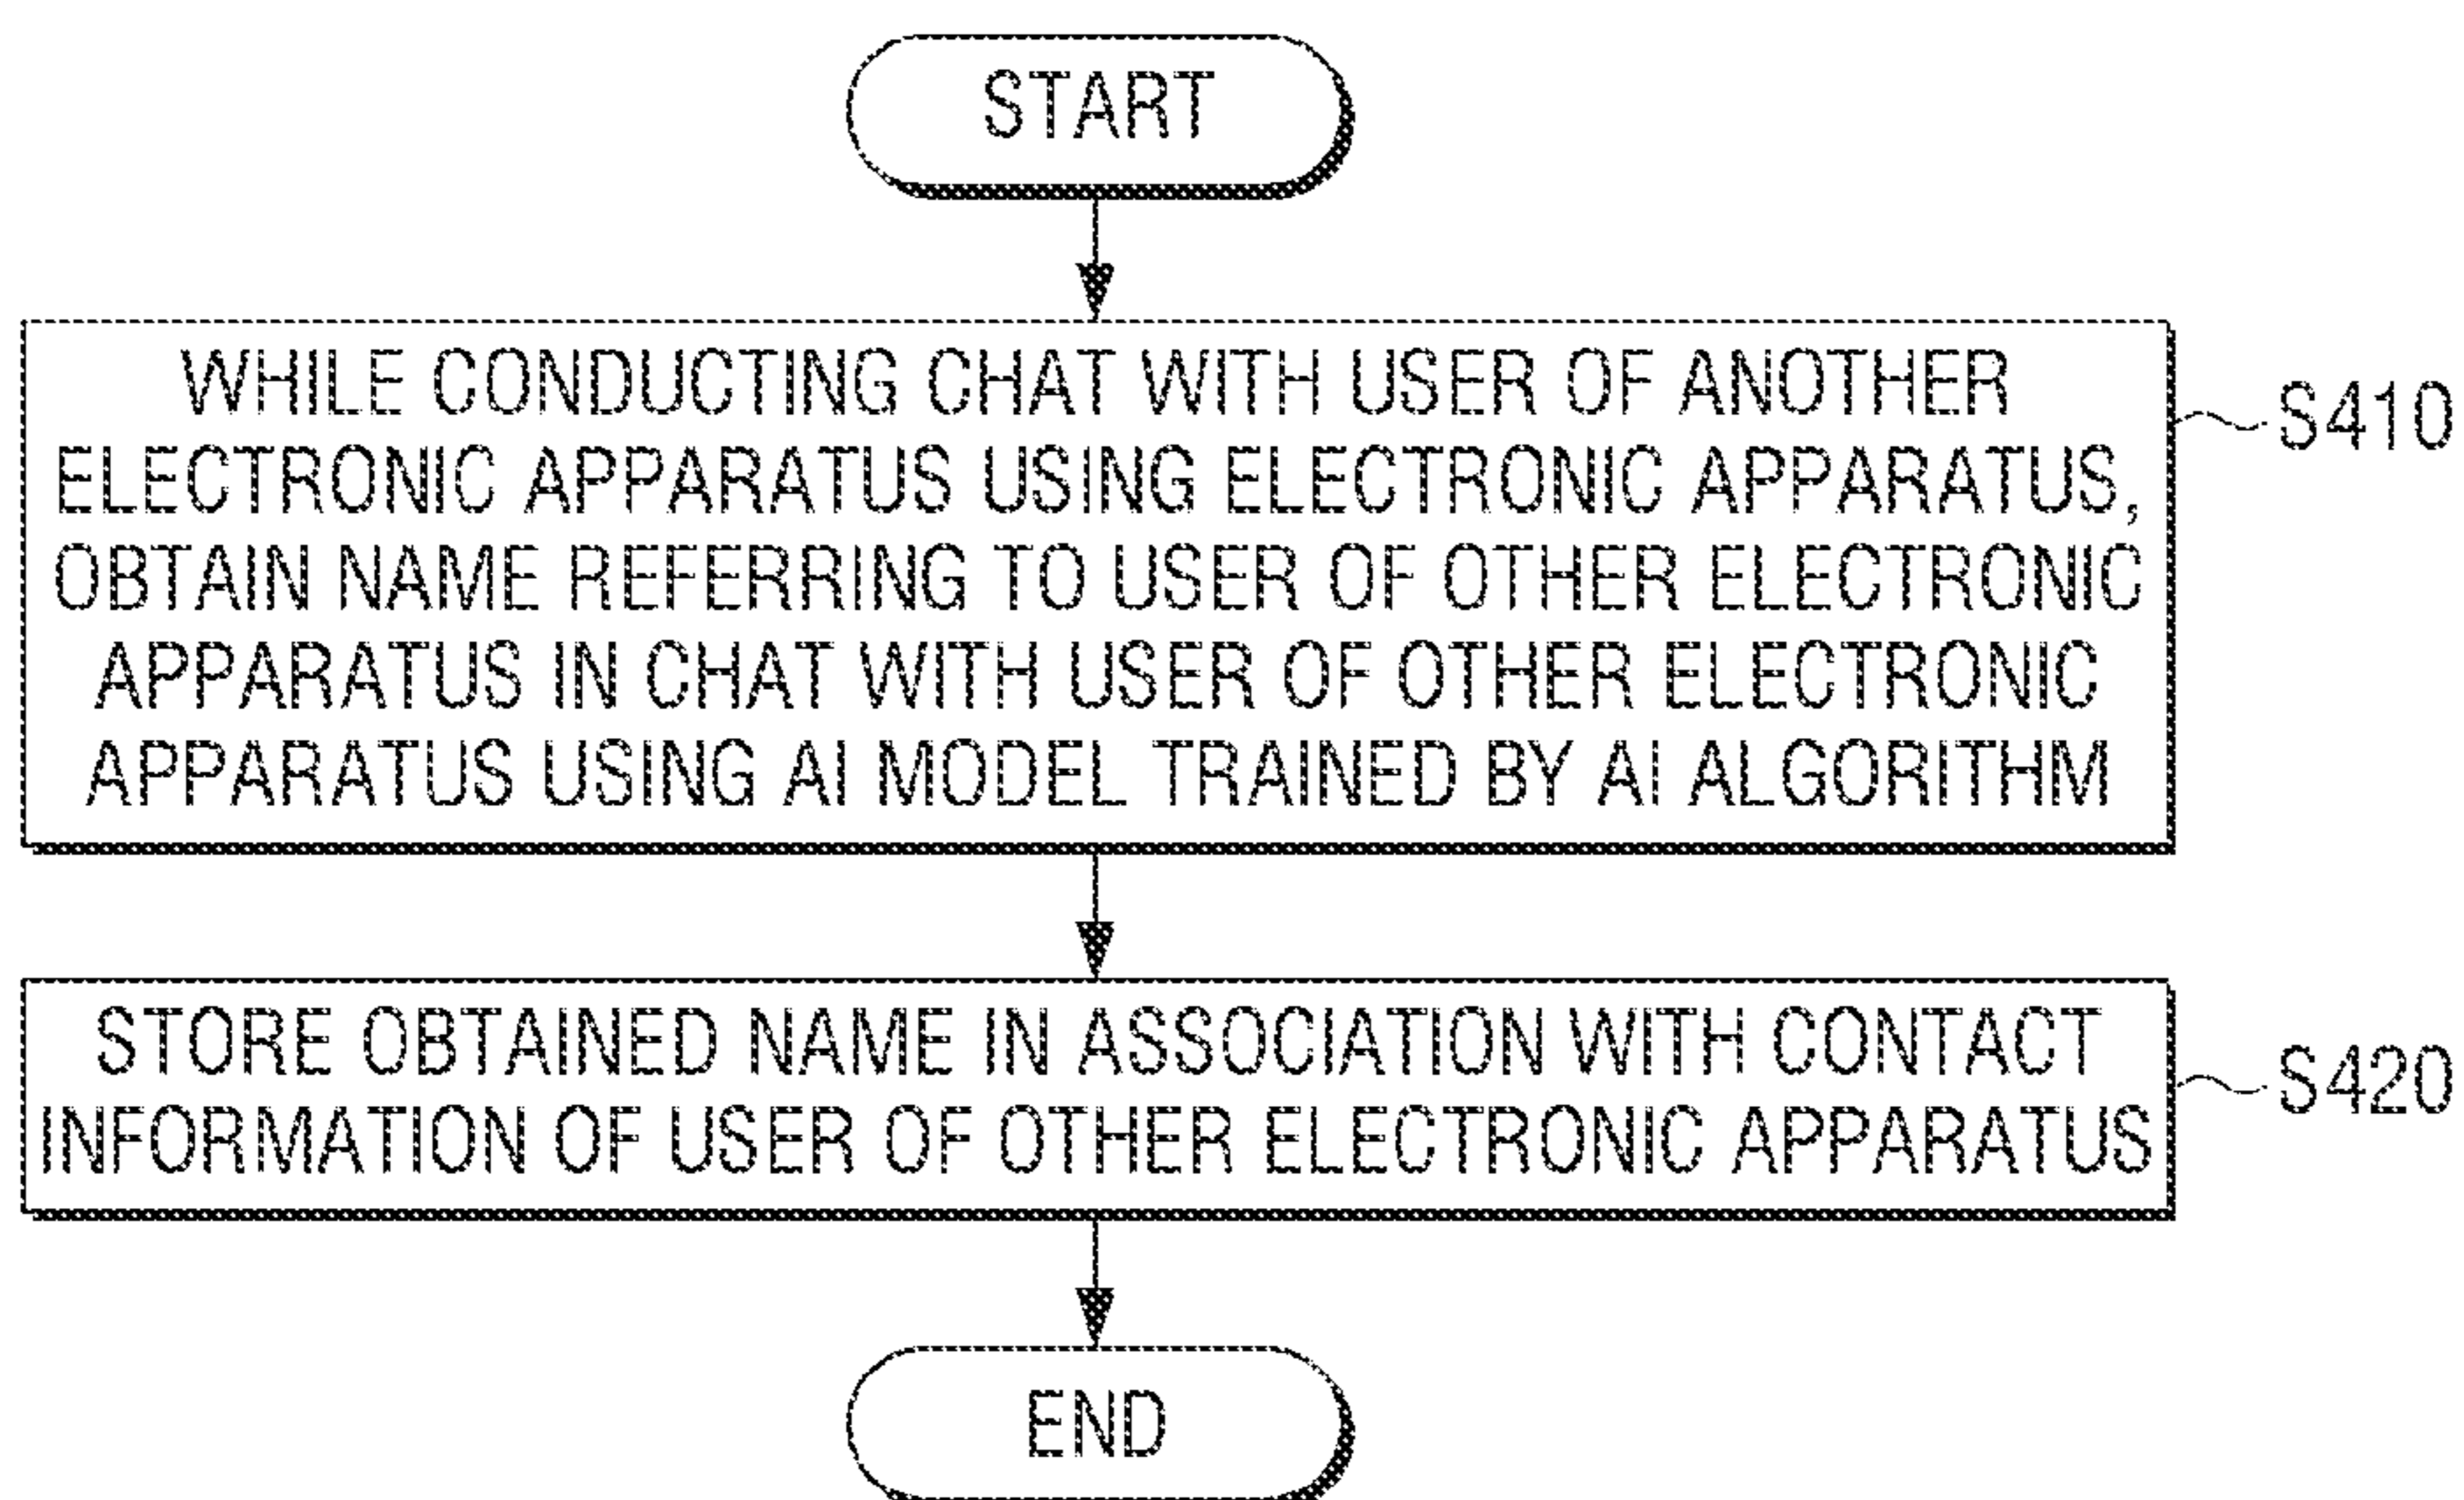 START
WHILE CONDUCTING CHAT WITH USER OF ANOTHER
ELECTRONIC APPARATUS USING ELECTRONIC APPARATUS,
OBTAIN NAME REFERRING TO USER OF OTHER ELECTRONIC
APPARATUS IN CHAT WITH USER OF OTHER ELECTRONIC
APPARATUS USING AI MODEL TRAINED BY AI ALGORITHM
S410
STORE OBTAINED NAME IN ASSOCIATION WITH CONTACT
INFORMATION OF USER OF OTHER ELECTRONIC APPARATUS
S420
END